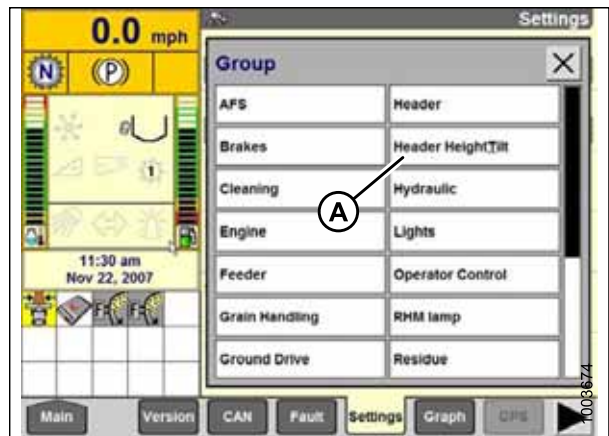 0.0 mph
Settings
N
(P)
1
11:30 am
Nov 22, 2007
Group
AFS
Header
Brakes
Header Height/Tilt
Cleaning
Hydraulic
A
Engine
Lights
Feeder
Operator Control
Grain Handling
RHM lamp
Ground Drive
Residue
Main
Version
CAN
Fault
Settings
Graph
GPS
1003674